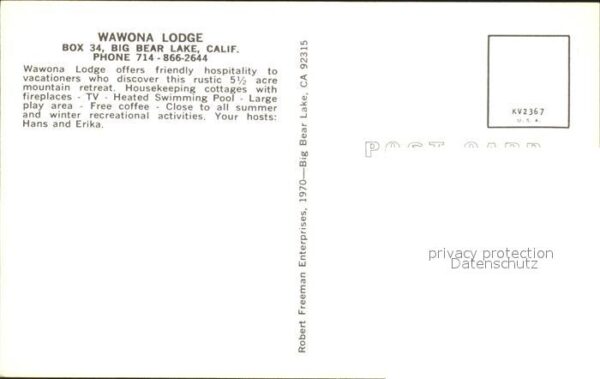 WAWONA LODGE
BOX 34, BIG BEAR LAKE, CALIF.
PHONE 714-866-2644
Wawona Lodge offers friendly hospitality to
vacationers who discover this rustic 5½ acre
mountain retreat. Housekeeping cottages with
fireplaces - TV - Heated Swimming Pool - Large
play area - Free coffee - Close to all summer
and winter recreational activities. Your hosts:
Hans and Erika.
Robert Freeman Enterprises, 1970—Big Bear Lake, CA 92315
KV2367
U.S.A.
POST CARD
privacy protection
Datenschutz